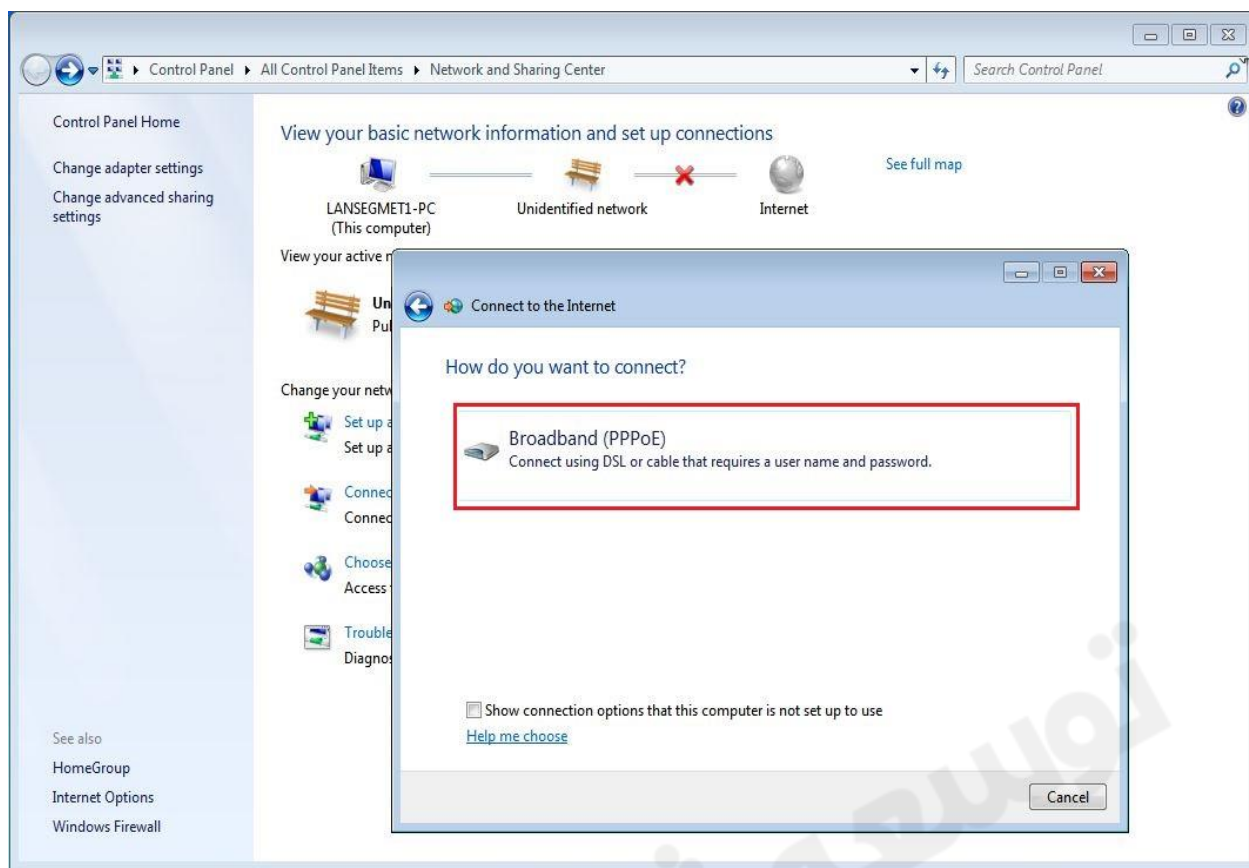 Control Panel ▸ All Control Panel Items ▸ Network and Sharing Center
Search Control Panel
Control Panel Home
Change adapter settings
Change advanced sharing
settings
See also
HomeGroup
Internet Options
Windows Firewall
View your basic network information and set up connections
See full map
LANSEGMET1-PC
(This computer)
Unidentified network
Internet
View your active
Un
Pu
Change your netw
Set up a
Set up a
Connec
Connec
Choose
Access
Trouble
Diagnos
Connect to the Internet
How do you want to connect?
Broadband (PPPoE)
Connect using DSL or cable that requires a user name and password.
Show connection options that this computer is not set up to use
Help me choose
Cancel